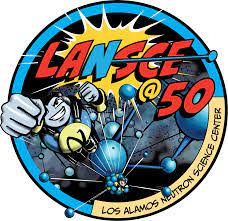 LANSCE
@ 50
LOS ALAMOS NEUTRON SCIENCE CENTER